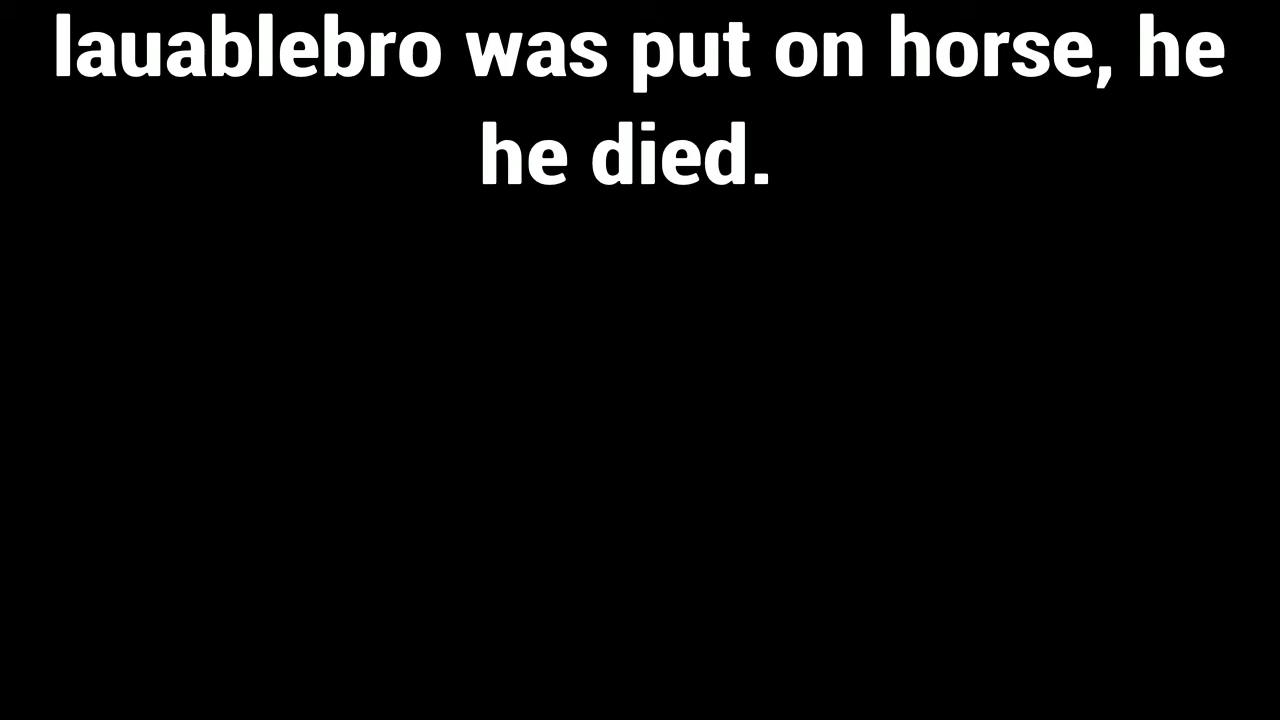 lauablebro was put on horse, he
he died.